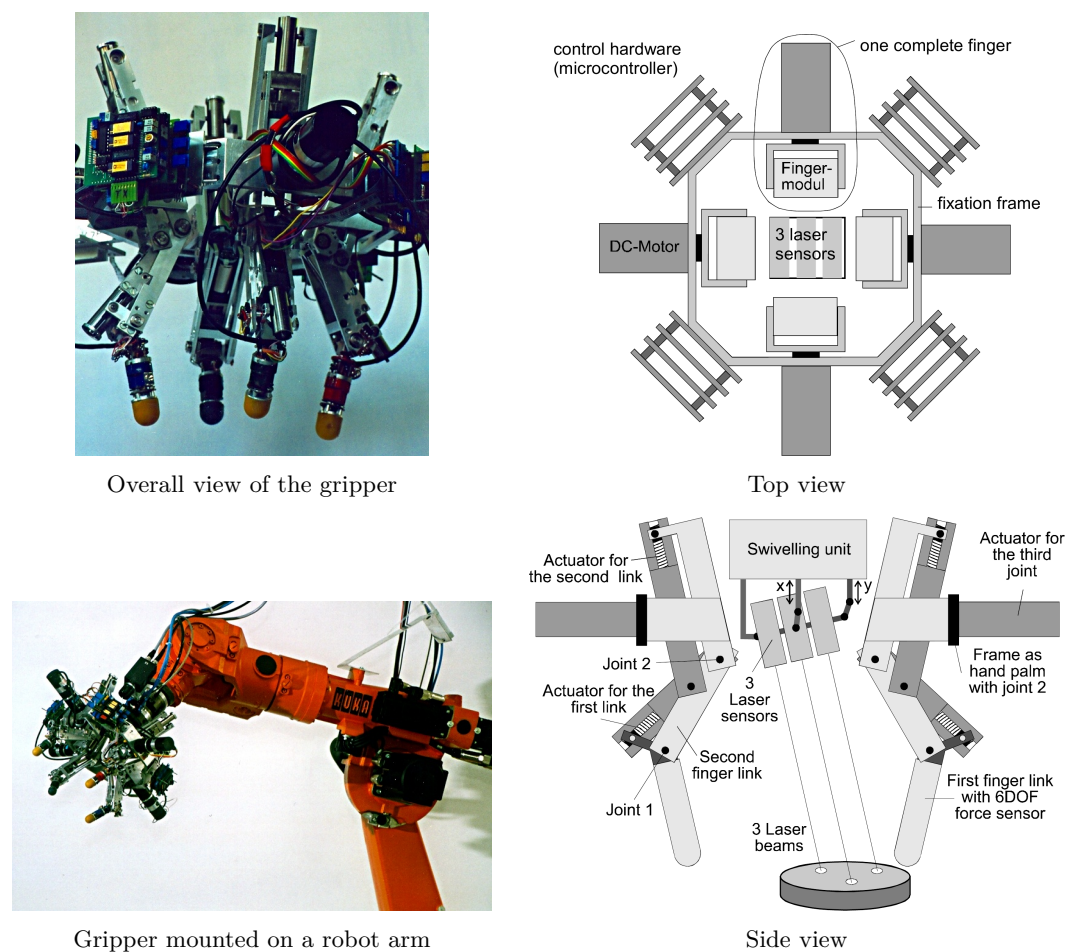 control hardware
(microcontroller)
one complete finger
Finger-
modul
fixation frame
DC-Motor
3 laser
sensors
Overall view of the gripper
Top view
Swivelling unit
Actuator for
the second link
x
y
Actuator for
the third
joint
Joint 2
Actuator for the
first link
3
Laser
sensors
Frame as
hand palm
with joint 2
Second
finger link
Joint 1
First finger link
with 6DOF
force sensor
3 Laser
beams
KUKA
Gripper mounted on a robot arm
Side view